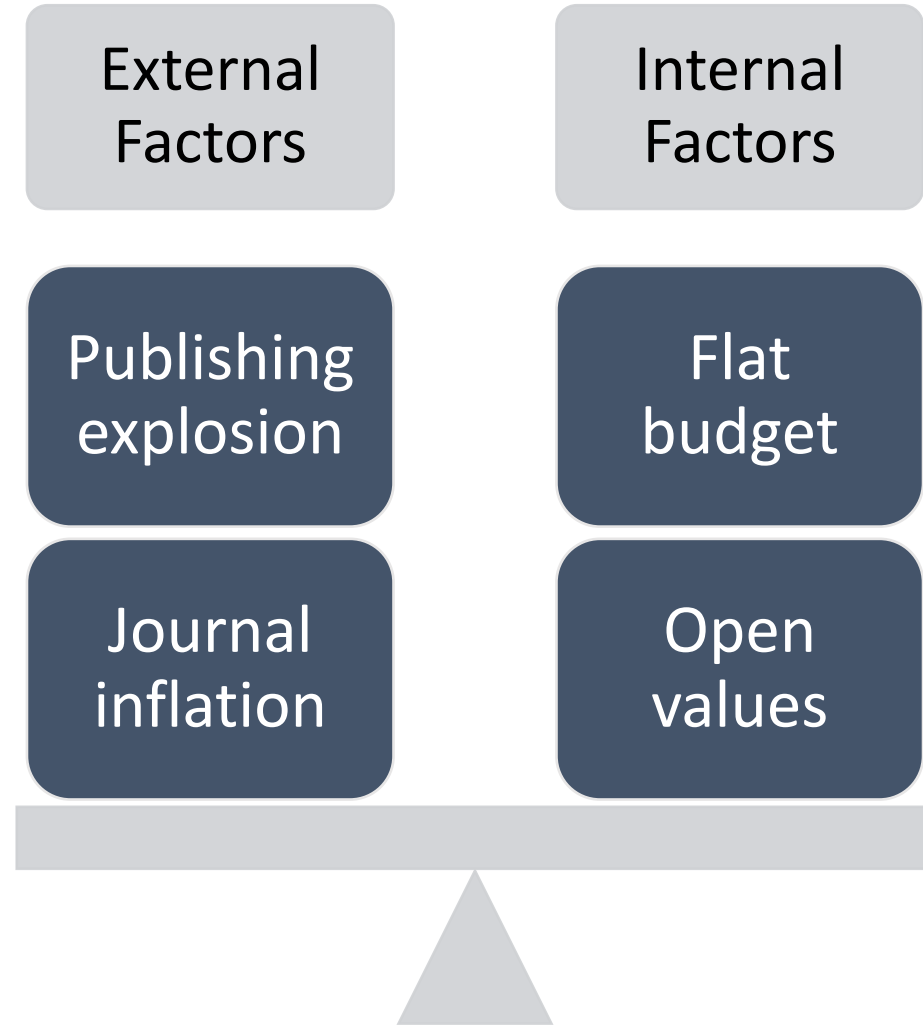 External
Factors
Internal
Factors
Publishing
explosion
Flat
budget
Journal
inflation
Open
values